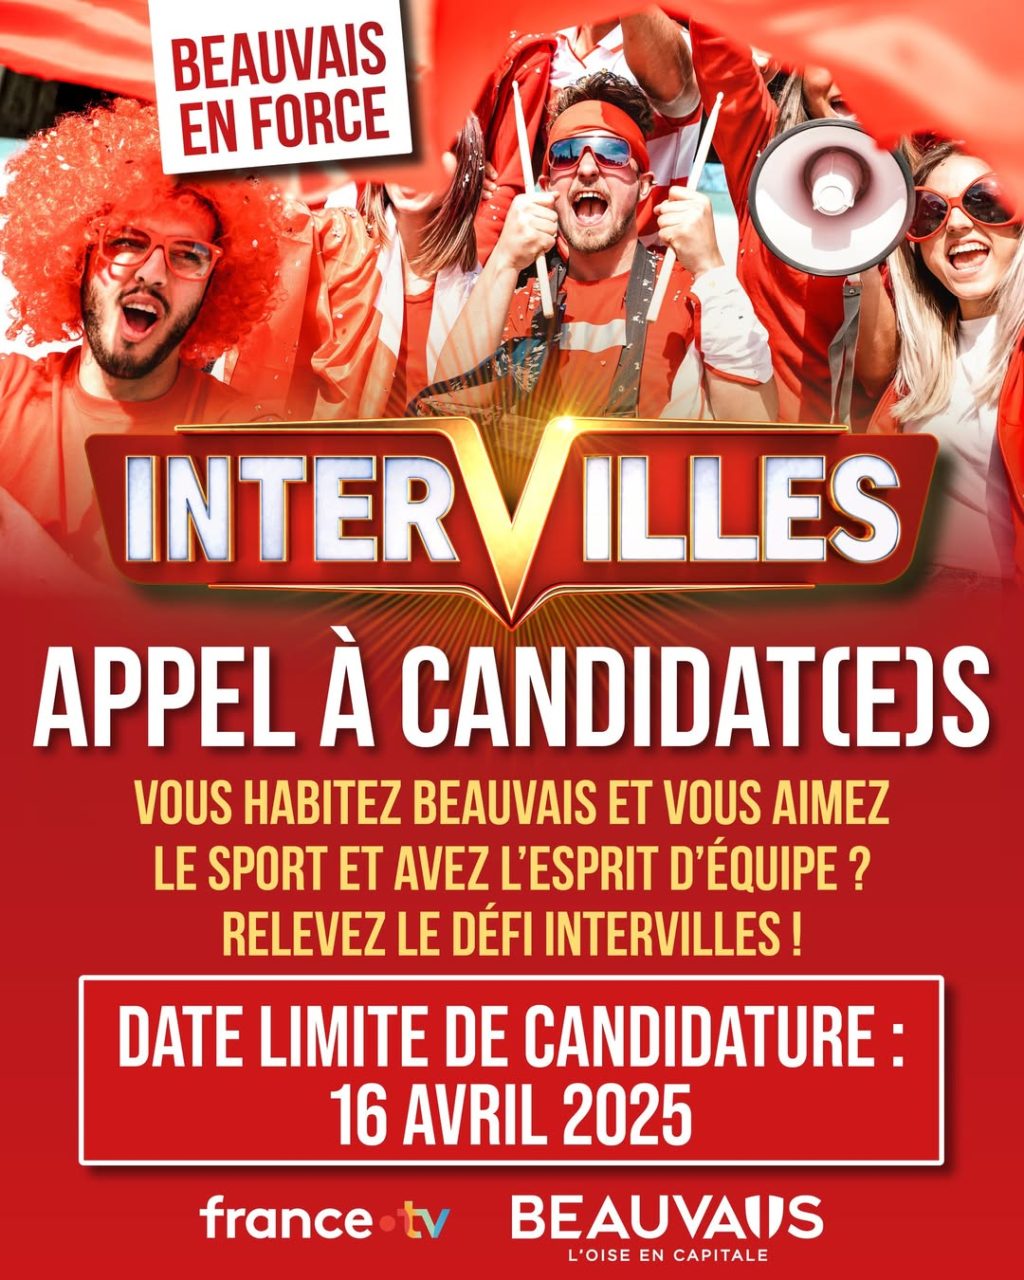 BEAUVAIS
EN FORCE
INTERVILLES
APPEL À CANDIDAT(E)S
VOUS HABITEZ BEAUVAIS ET VOUS AIMEZ
LE SPORT ET AVEZ L'ESPRIT D'ÉQUIPE ?
RELEVEZ LE DÉFI INTERVILLES !
DATE LIMITE DE CANDIDATURE :
16 AVRIL 2025
france•tv
BEAUVAIS
L'OISE EN CAPITALE